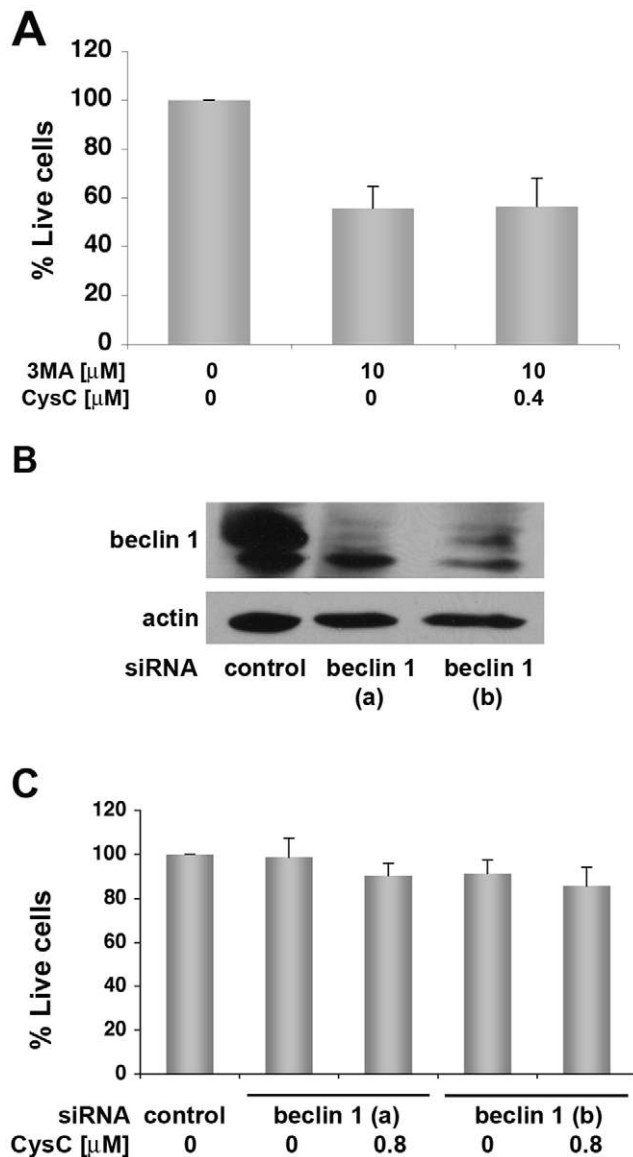 A
120
100
80
60
40
20
0
% Live cells
3MA [μM] 0 10 10
CysC [μM] 0 0 0.4
B
beclin 1
actin
siRNA control beclin 1 beclin 1
(a) (b)
C
120
100
80
60
40
20
0
% Live cells
siRNA control beclin 1 (a) beclin 1 (b)
CysC [μM] 0 0 0.8 0 0.8